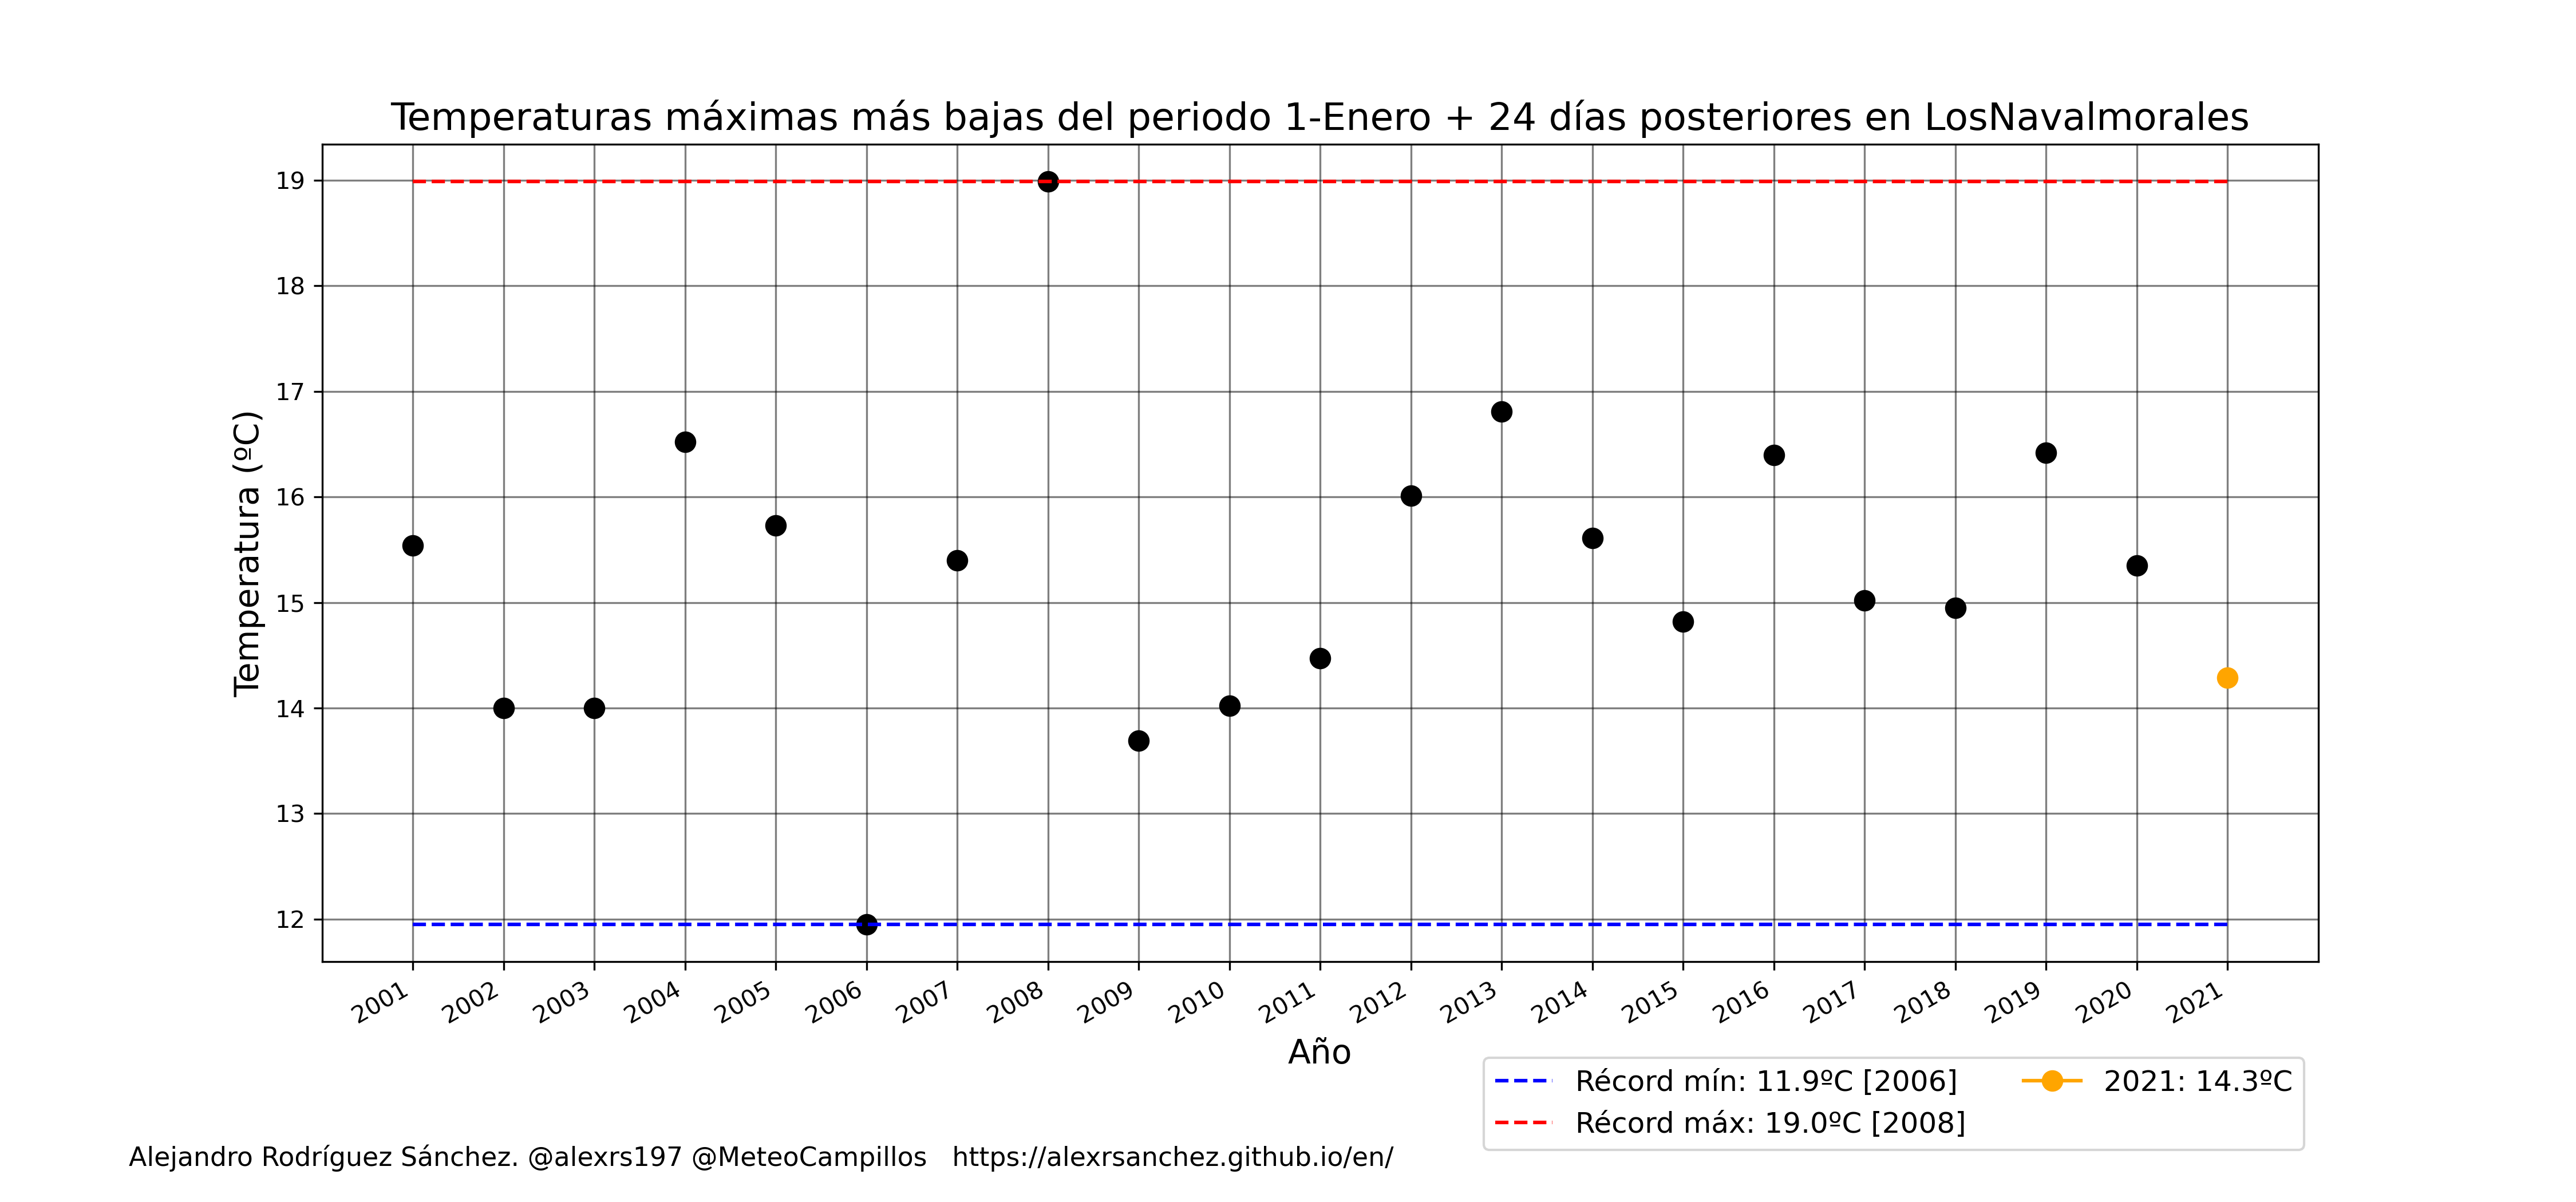 Temperaturas máximas más bajas del periodo 1-Enero + 24 días posteriores en LosNavalmorales
Temperatura (ºC)
19
18
17
16
15
14
13
12
2001 2002 2003 2004 2005 2006 2007 2008 2009 2010 2011 2012 2013 2014 2015 2016 2017 2018 2019 2020 2021
Año
Récord mín: 11.9ºC [2006]
Récord máx: 19.0ºC [2008]
2021: 14.3ºC
Alejandro Rodríguez Sánchez. @alexrs197 @MeteoCampillos https://alexrsanchez.github.io/en/